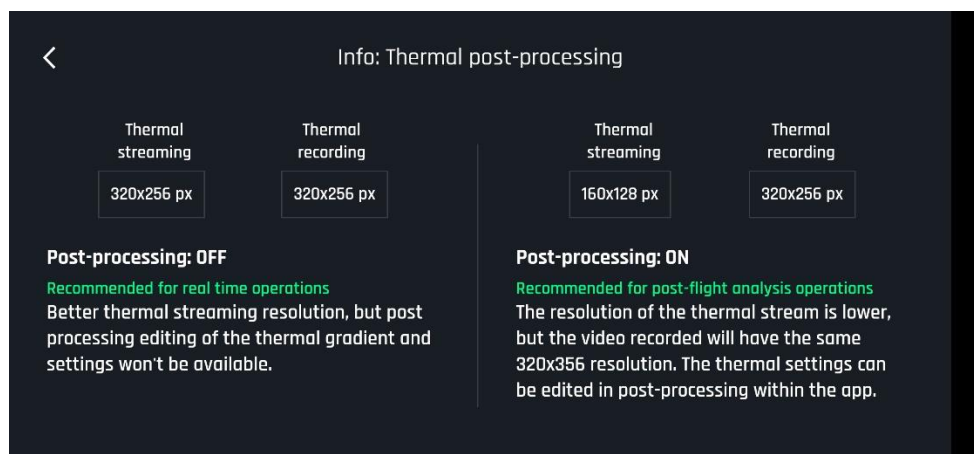 Info: Thermal post-processing
Thermal
streaming
320x256 px
Thermal
recording
320x256 px
Post-processing: OFF
Recommended for real time operations
Better thermal streaming resolution, but post
processing editing of the thermal gradient and
settings won't be available.
Thermal
streaming
160x128 px
Thermal
recording
320x256 px
Post-processing: ON
Recommended for post-flight analysis operations
The resolution of the thermal stream is lower,
but the video recorded will have the same
320x356 resolution. The thermal settings can
be edited in post-processing within the app.